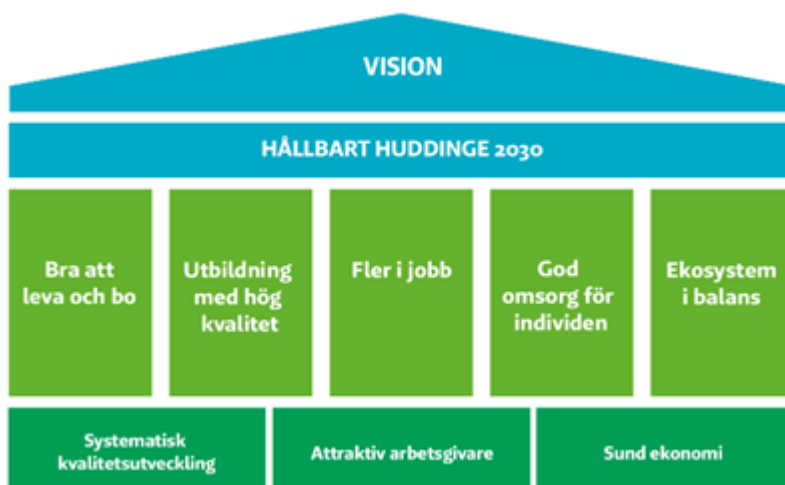 VISION
HÅLLBART HUDDINGE 2030
Bra att
leva och bo
Utbildning
med hög
kvalitet
Fler i jobb
God
omsorg för
individen
Ekosystem
i balans
Systematisk
kvalitetsutveckling
Attraktiv arbetsgivare
Sund ekonomi